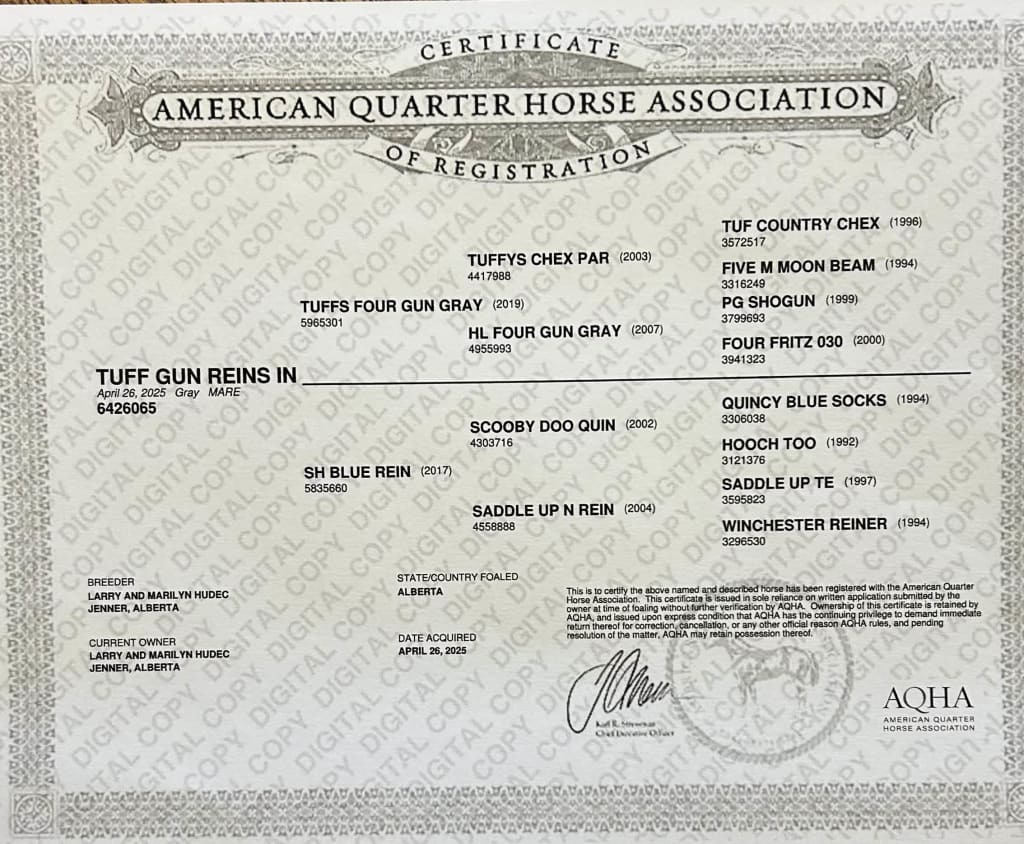 CERTIFICATE
AMERICAN QUARTER HORSE ASSOCIATION
OF REGISTRATION
TUF COUNTRY CHEX (1996)
3572517
TUFFYS CHEX PAR (2003)
4417988
FIVE M MOON BEAM (1994)
3316249
TUFFS FOUR GUN GRAY (2019)
5965301
PG SHOGUN (1999)
3799693
HL FOUR GUN GRAY (2007)
4955993
FOUR FRITZ 030 (2000)
3941323
TUFF GUN REINS IN
April 26, 2025 Gray MARE
6426065
QUINCY BLUE SOCKS (1994)
3306038
SCOOBY DOO QUIN (2002)
4303716
HOOCH TOO (1992)
3121376
SH BLUE REIN (2017)
5835660
SADDLE UP TE (1997)
3595823
SADDLE UP N REIN (2004)
4558888
WINCHESTER REINER (1994)
3296530
BREEDER
LARRY AND MARILYN HUDEC
JENNER, ALBERTA
STATE/COUNTRY FOALED
ALBERTA
CURRENT OWNER
LARRY AND MARILYN HUDEC
JENNER, ALBERTA
DATE ACQUIRED
APRIL 26, 2025
This is to certify the above named and described horse has been registered with the American Quarter
Horse Association. This certificate is issued in sole reliance on written application submitted by the
owner at time of foaling without further verification by AQHA. Ownership of this certificate is retained by
AQHA, and issued upon express condition that AQHA has the continuing privilege to demand immediate
return thereof for correction, cancellation, or any other official reason AQHA rules, and pending
resolution of the matter, AQHA may retain possession thereof.
Chief Executive Officer
AQHA
AMERICAN QUARTER
HORSE ASSOCIATION
DIGITAL COPY